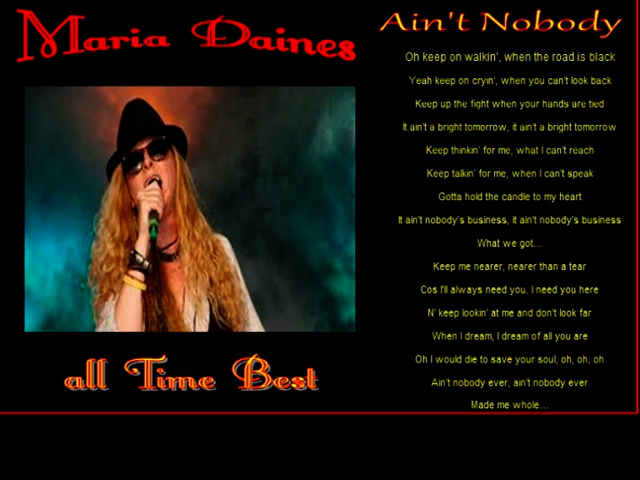 Maria Daines
all Time Best
Ain't Nobody
Oh keep on walkin', when the road is black
Yeah keep on cryin', when you can't look back
Keep up the fight when your hands are tied
It ain't a bright tomorrow, it ain't a bright tomorrow
Keep thinkin' for me, what I can't reach
Keep talkin' for me, when I can't speak
Gotta hold the candle to my heart
It ain't nobody's business, it ain't nobody's business
What we got...
Keep me nearer, nearer than a tear
Cos I'll always need you, I need you here
N' keep lookin' at me and don't look far
When I dream, I dream of all you are
Oh I would die to save your soul, oh, oh, oh
Ain't nobody ever, ain't nobody ever
Made me whole...